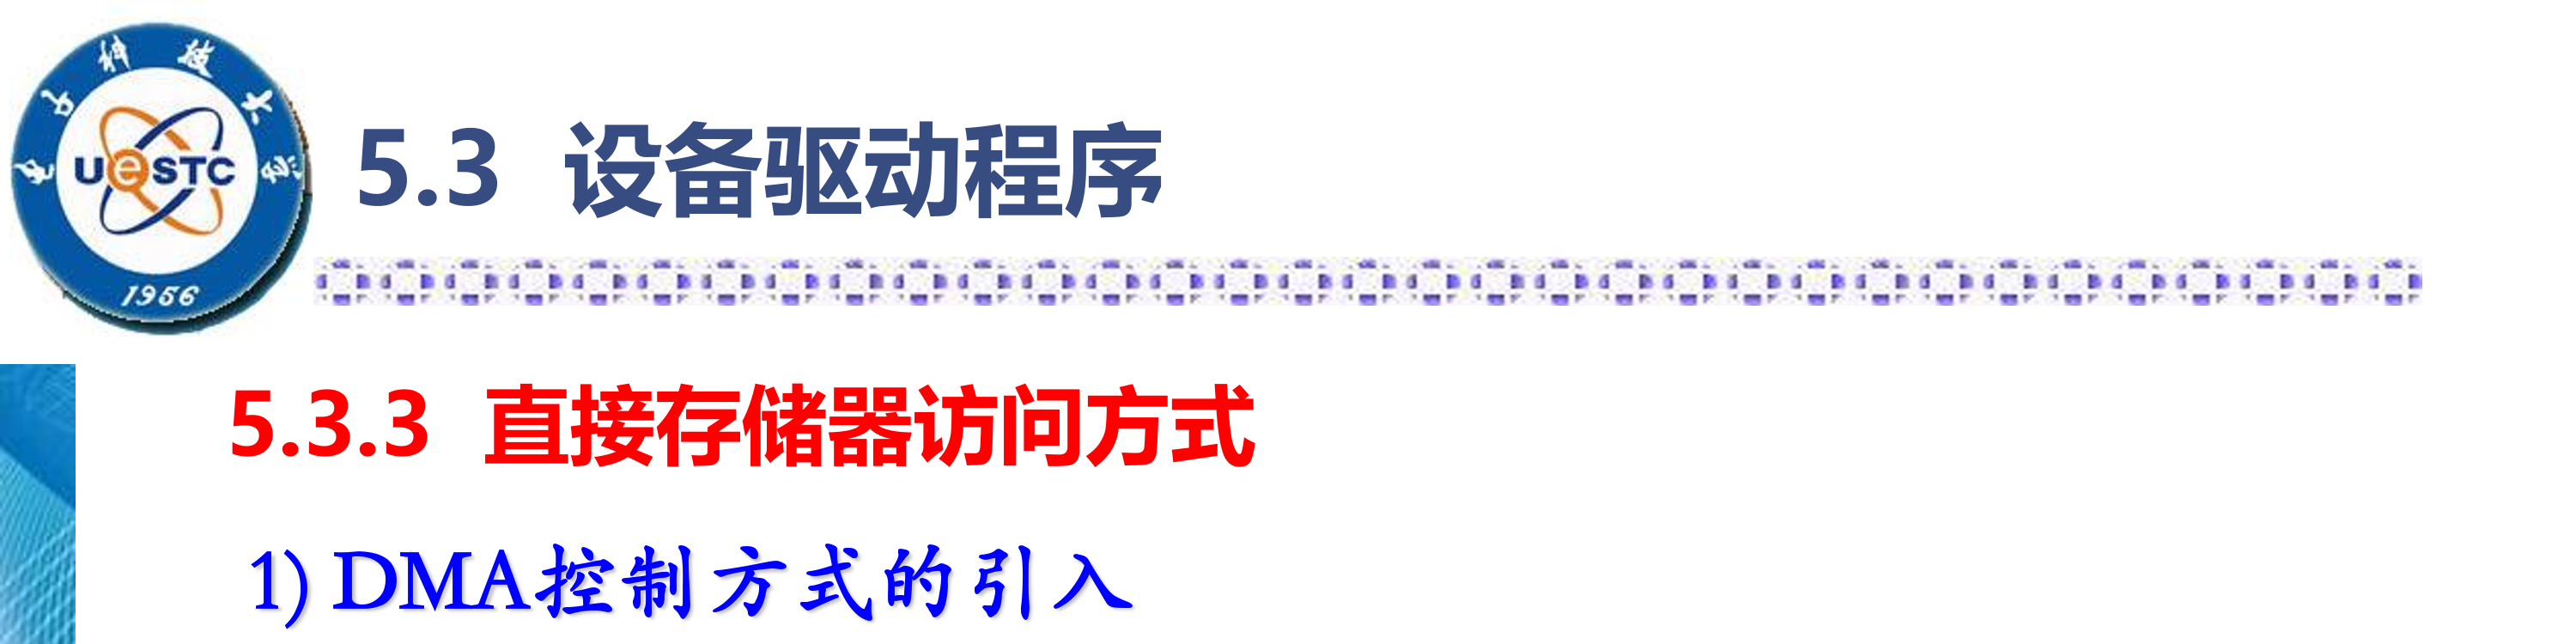 电子科技大学
UeSTC
1956
5.3 设备驱动程序
5.3.3 直接存储器访问方式
1) DMA控制方式的引入